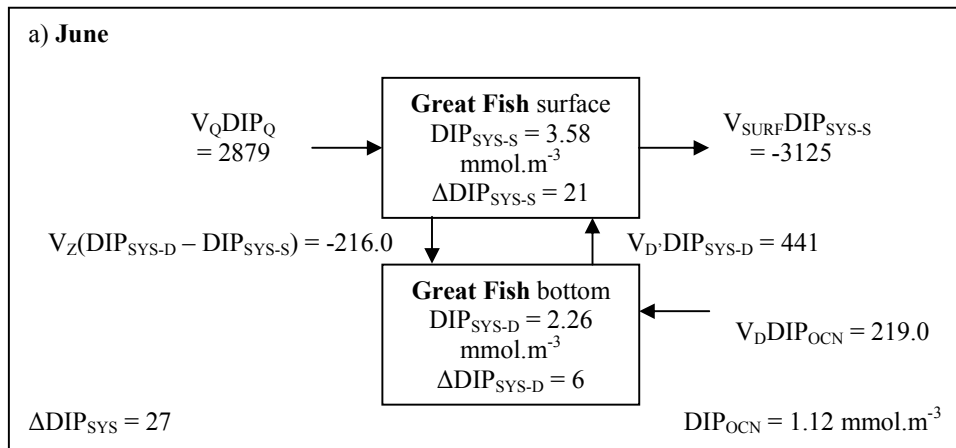 a) June
Great Fish surface
DIP_SYS-S = 3.58
mmol.m⁻³
ΔDIP_SYS-S = 21
V_QDIP_Q
= 2879
V_SURFDIP_SYS-S
= -3125
V_Z(DIP_SYS-D – DIP_SYS-S) = -216.0
V_D'DIP_SYS-D = 441
Great Fish bottom
DIP_SYS-D = 2.26
mmol.m⁻³
ΔDIP_SYS-D = 6
V_DDIP_OCN = 219.0
ΔDIP_SYS = 27
DIP_OCN = 1.12 mmol.m⁻³